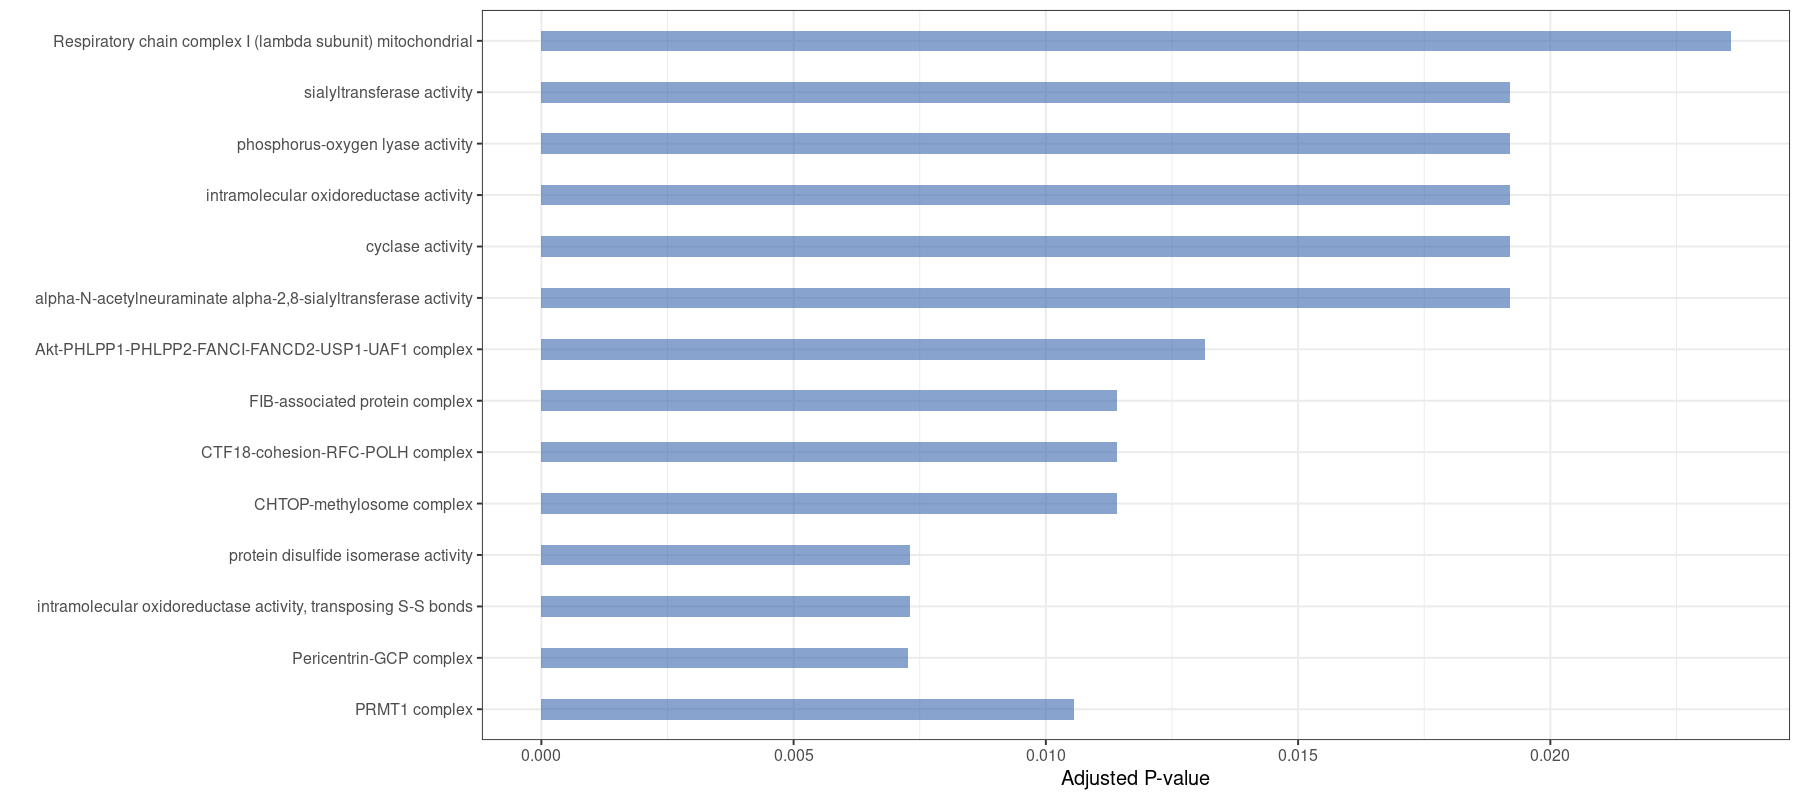 Respiratory chain complex I (lambda subunit) mitochondrial
sialyltransferase activity
phosphorus-oxygen lyase activity
intramolecular oxidoreductase activity
cyclase activity
alpha-N-acetylneuraminate alpha-2,8-sialyltransferase activity
Akt-PHLPP1-PHLPP2-FANCI-FANCD2-USP1-UAF1 complex
FIB-associated protein complex
CTF18-cohesion-RFC-POLH complex
CHTOP-methylosome complex
protein disulfide isomerase activity
intramolecular oxidoreductase activity, transposing S-S bonds
Pericentrin-GCP complex
PRMT1 complex
0.000 0.005 0.010 0.015 0.020
Adjusted P-value